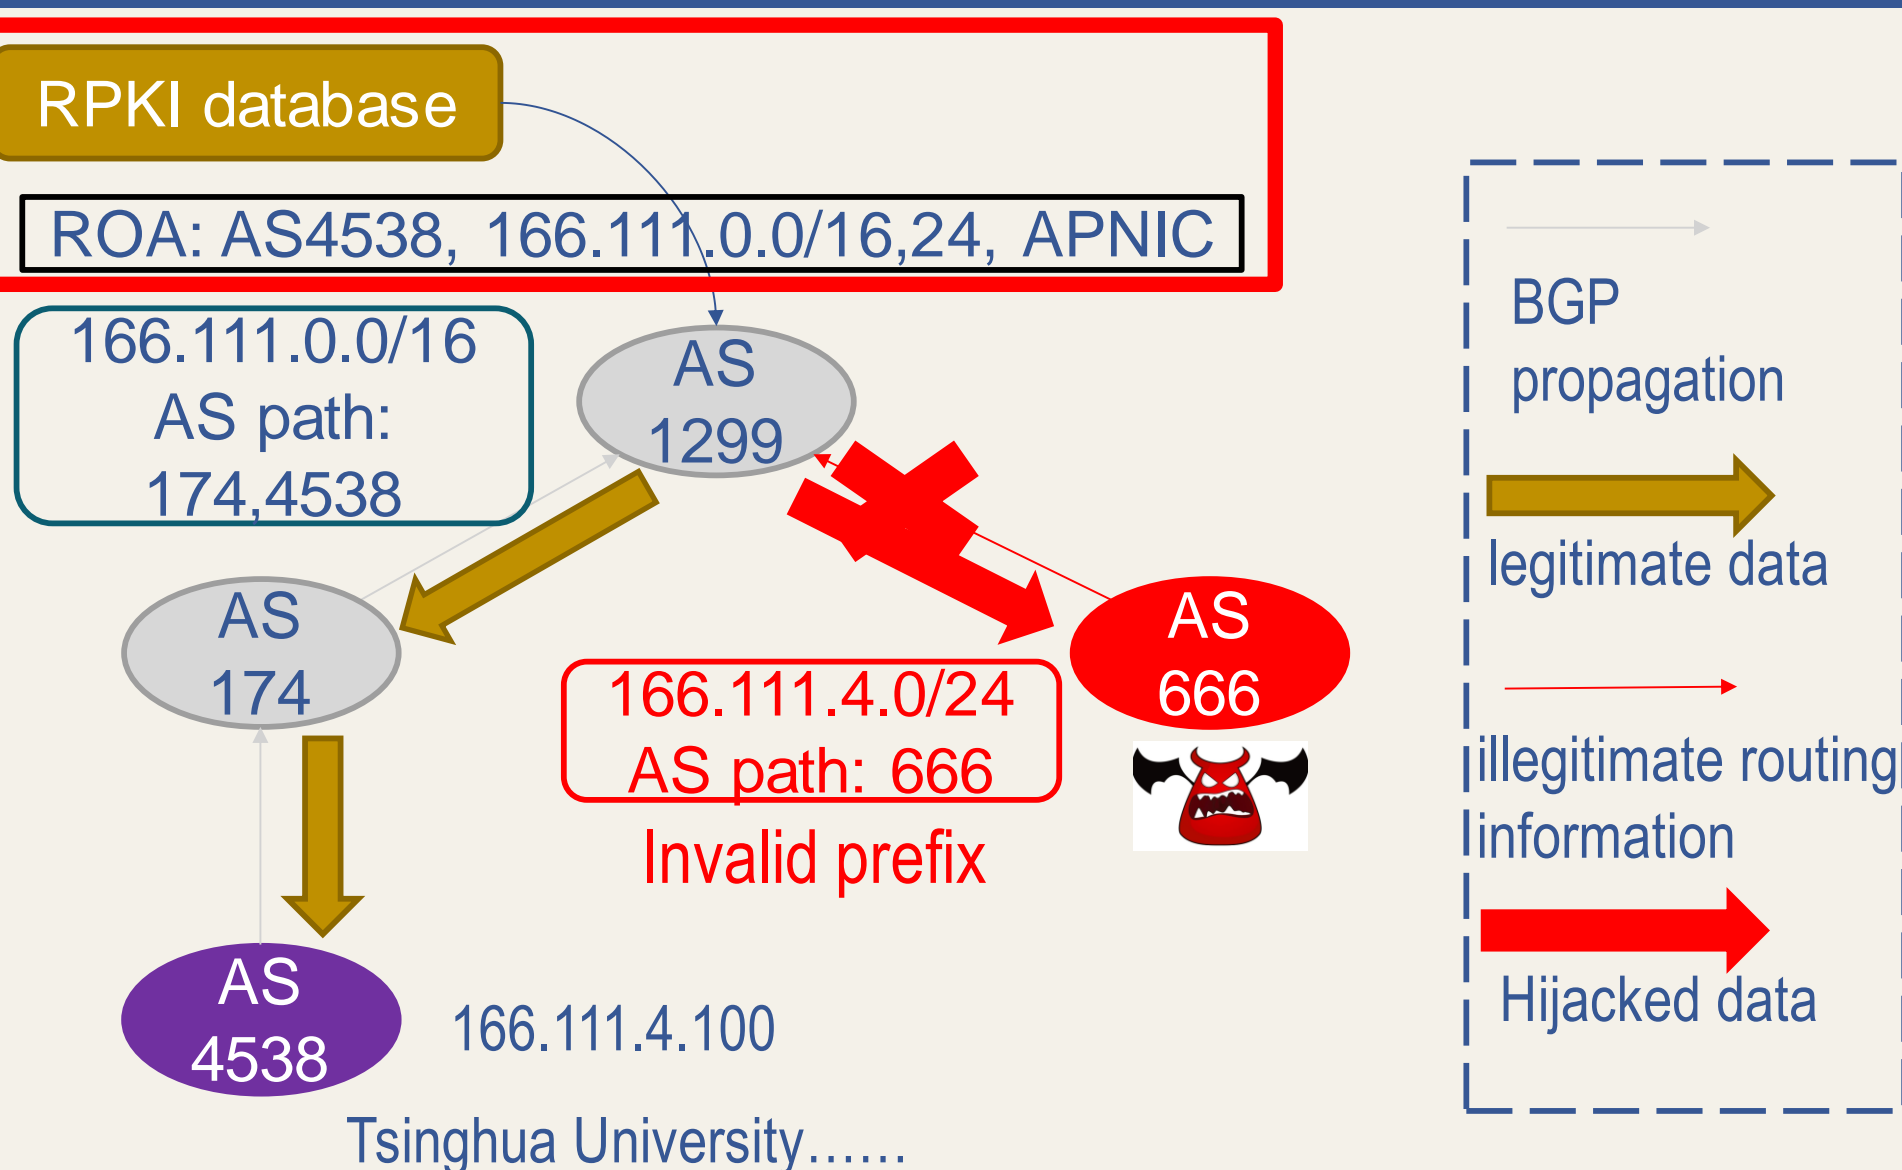 RPKI database
ROA: AS4538, 166.111.0.0/16,24, APNIC
166.111.0.0/16
AS path:
174,4538
AS
1299
AS
174
166.111.4.0/24
AS path: 666
Invalid prefix
AS
666
AS
4538
166.111.4.100
Tsinghua University......
BGP
propagation
legitimate data
illegitimate routing
information
Hijacked data